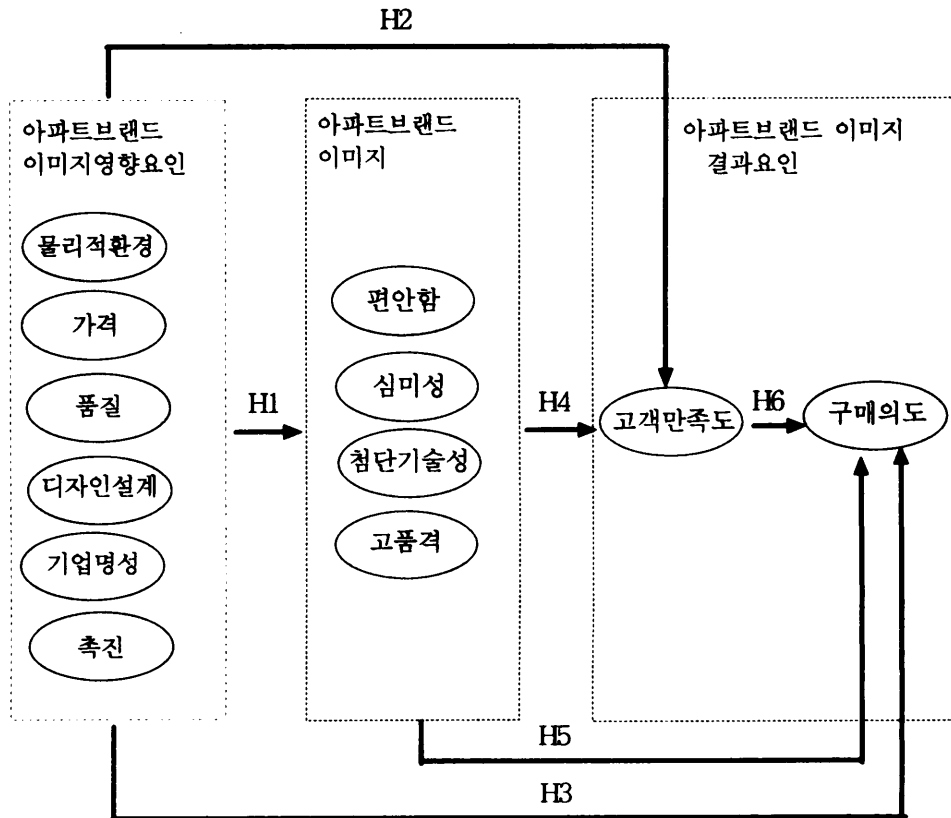 H2
아파트브랜드
이미지영향요인
물리적환경
가격
품질
디자인설계
기업명성
촉진
H1
아파트브랜드
이미지
편안함
심미성
첨단기술성
고품격
H4
아파트브랜드 이미지
결과요인
고객만족도
H6
구매의도
H5
H3